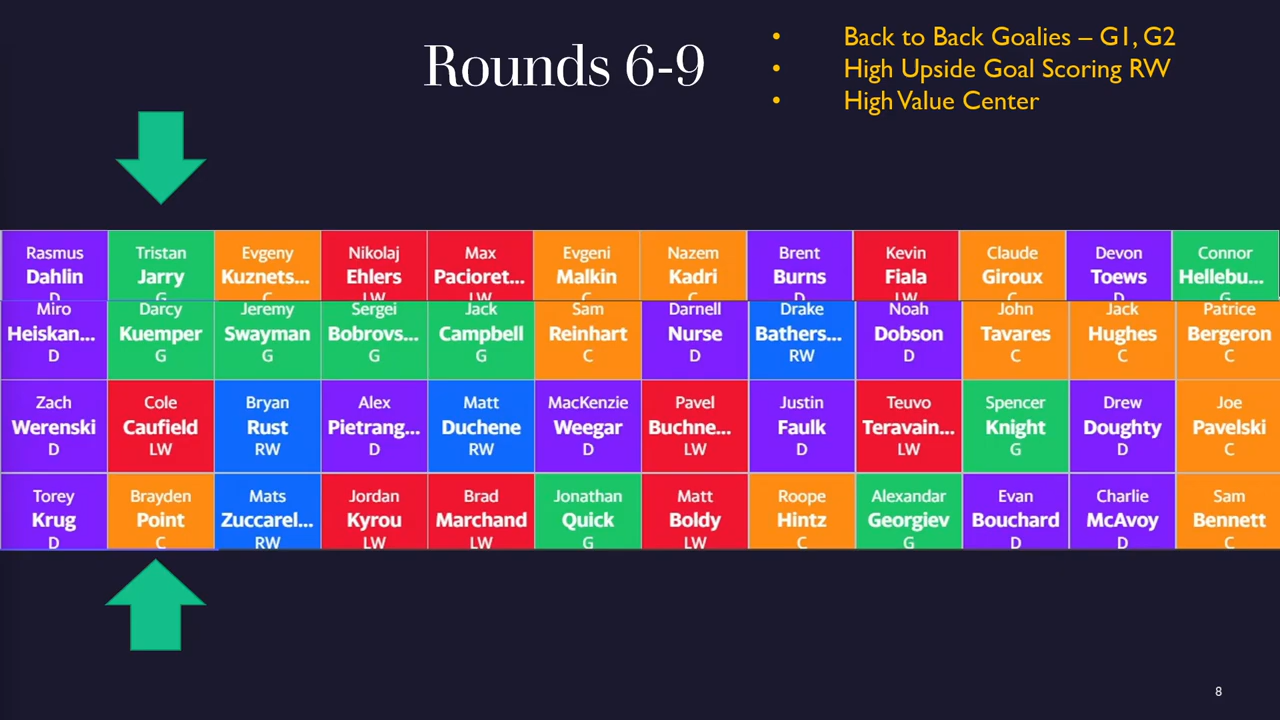 Rounds 6-9
• Back to Back Goalies – G1, G2
• High Upside Goal Scoring RW
• High Value Center
Rasmus Tristan Evgeny Nikolaj Max Evgeni Nazem Brent Kevin Claude Devon Connor
Dahlin Jarry Kuznets... Ehlers Pacioret... Malkin Kadri Burns Fiala Giroux Toews Hellebu...
D G C LW LW C C D LW C D G
Miro Darcy Jeremy Sergei Jack Sam Darnell Drake Noah John Jack Patrice
Heiskan... Kuemper Swayman Bobrovs... Campbell Reinhart Nurse Bathers... Dobson Tavares Hughes Bergeron
D G G G G C D RW D C C C
Zach Cole Bryan Alex Matt MacKenzie Pavel Justin Teuvo Spencer Drew Joe
Werenski Caufield Rust Pietrang... Duchene Weegar Buchne... Faulk Teravain... Knight Doughty Pavelski
D LW RW D RW D LW D LW G D C
Torey Brayden Mats Jordan Brad Jonathan Matt Roope Alexandar Evan Charlie Sam
Krug Point Zuccarel... Kyrou Marchand Quick Boldy Hintz Georgiev Bouchard McAvoy Bennett
D C RW LW LW G LW C G D D C
8